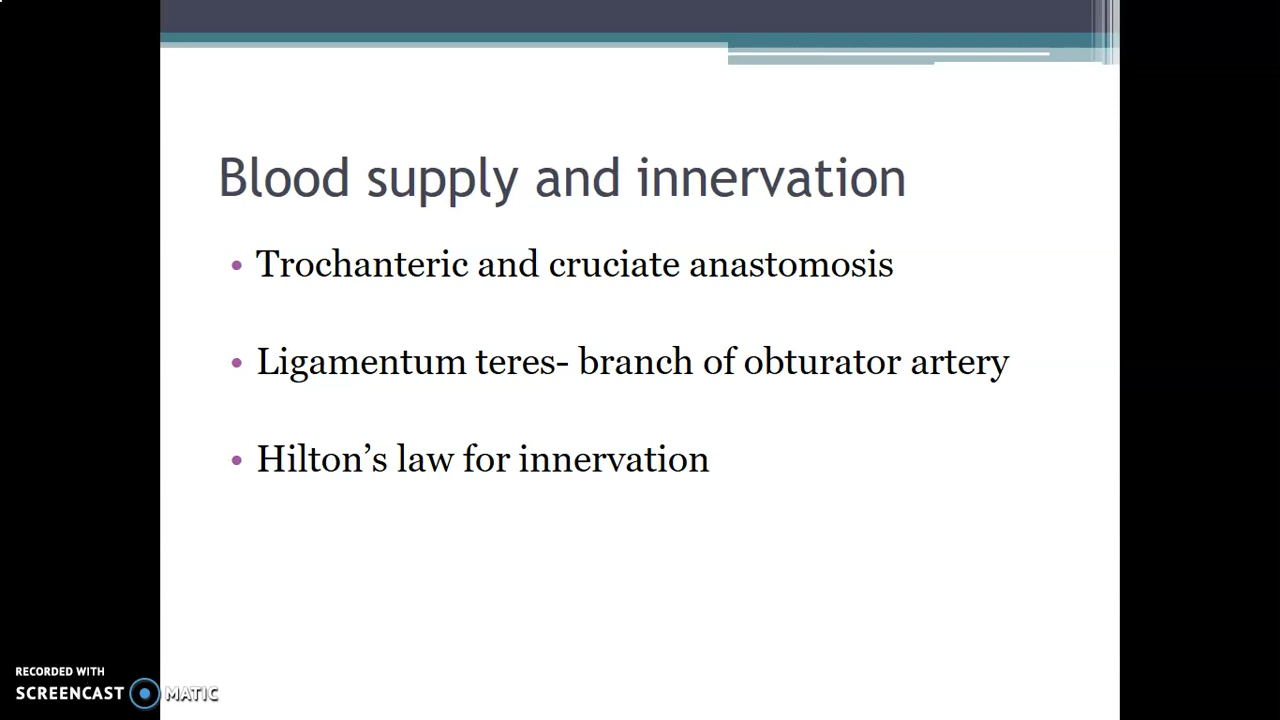 Blood supply and innervation
• Trochanteric and cruciate anastomosis
• Ligamentum teres- branch of obturator artery
• Hilton’s law for innervation
RECORDED WITH
SCREENCAST MATIC